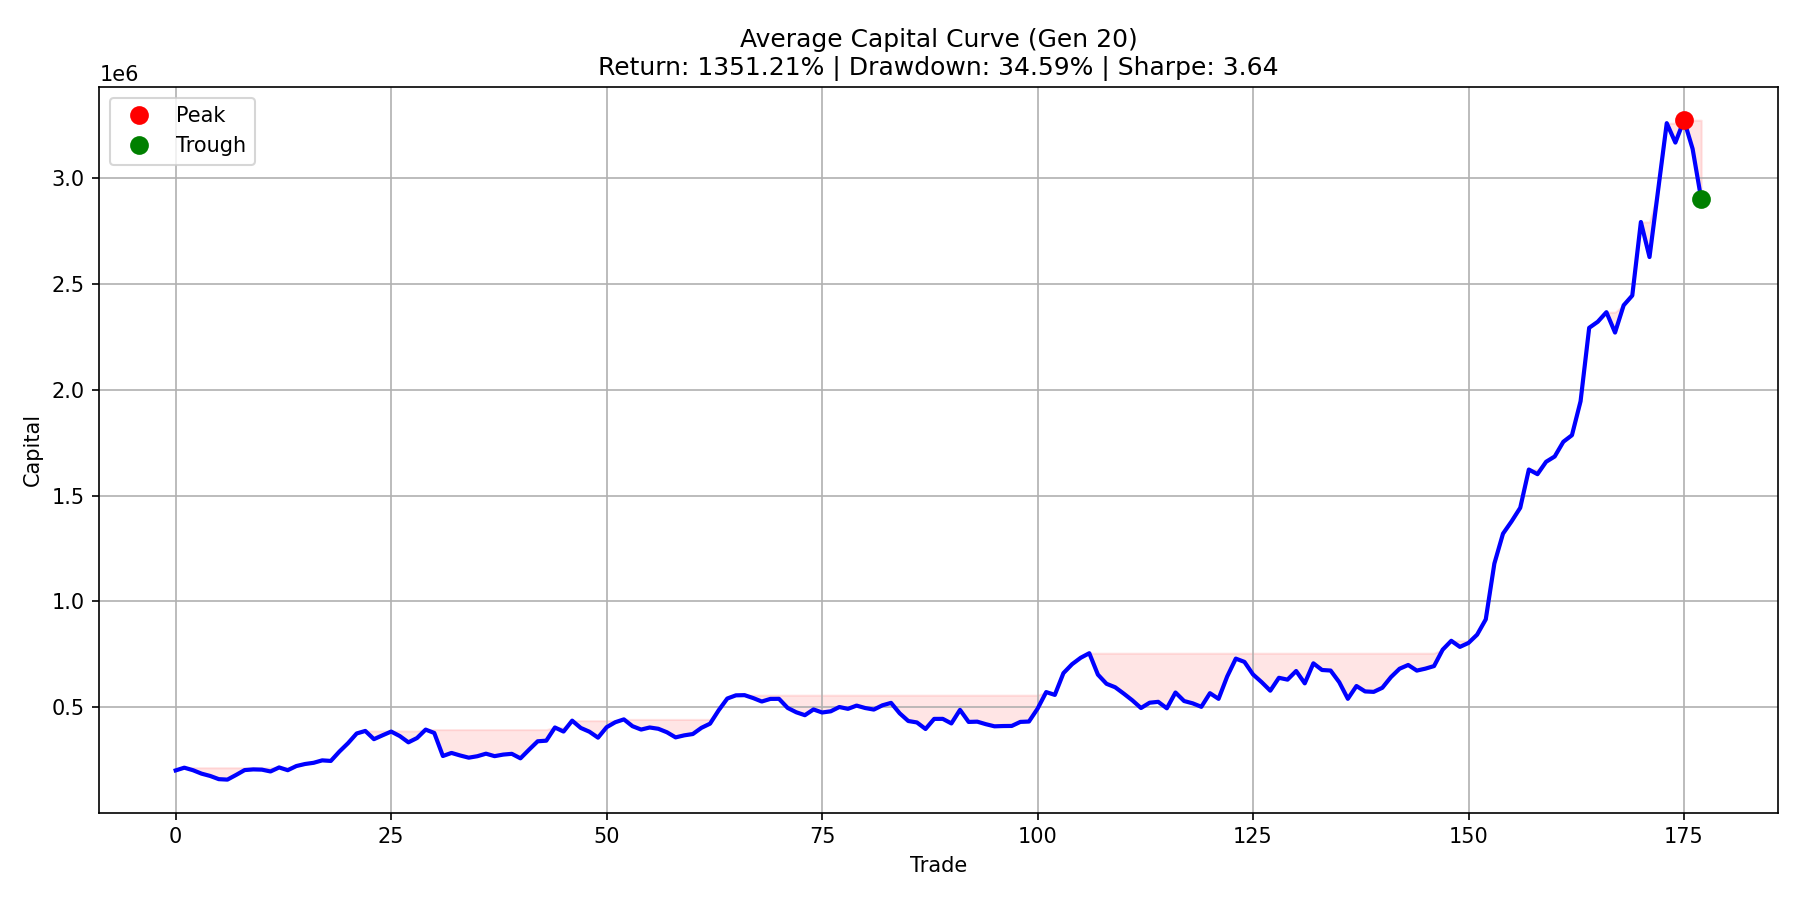 Average Capital Curve (Gen 20)
Return: 1351.21% | Drawdown: 34.59% | Sharpe: 3.64
1e6
Peak
Trough
3.0
2.5
2.0
1.5
1.0
0.5
Capital
0 25 50 75 100 125 150 175
Trade